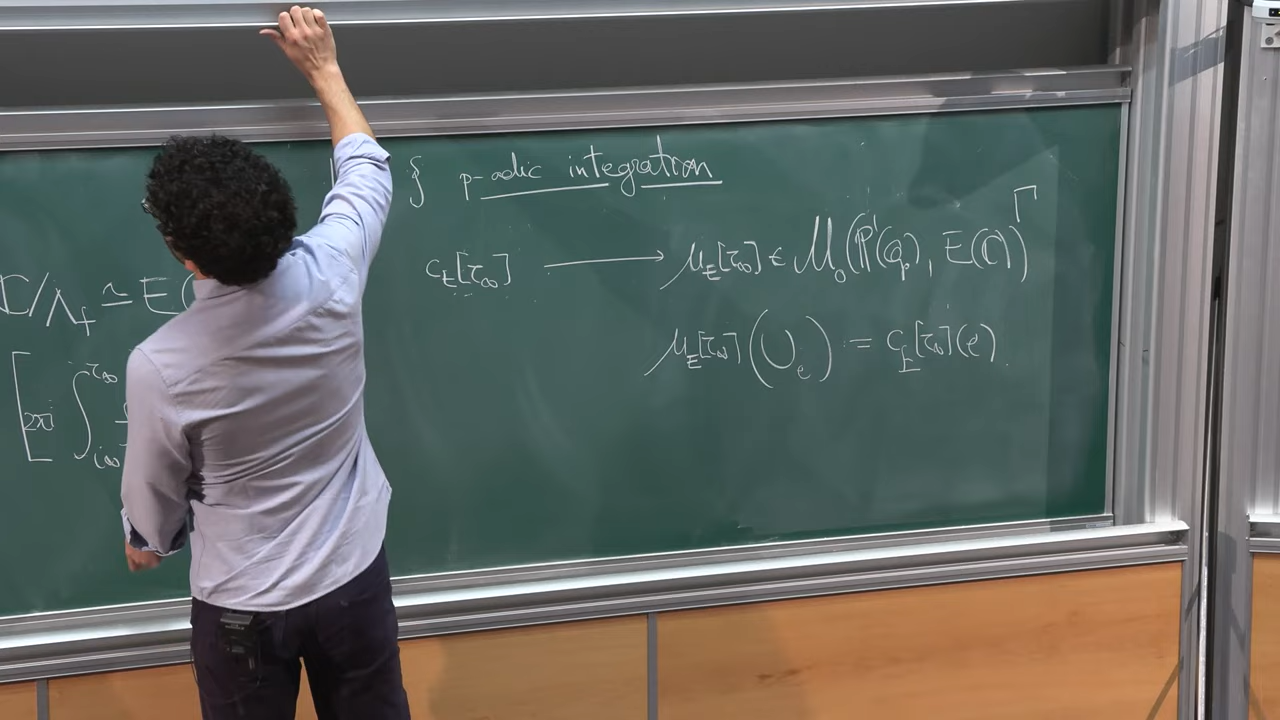 § p-adic integration
ℂ/Λ_f ≃ E(
c_E[τ_∞] ⟶ μ_E[τ_∞] ∈ M_0(ℙ^1(ℚ_p), E(ℂ))^Γ
[2πi ∫_{i∞}^{τ_∞}
μ_E[τ_∞](U_e) = c_E[τ_∞](e).